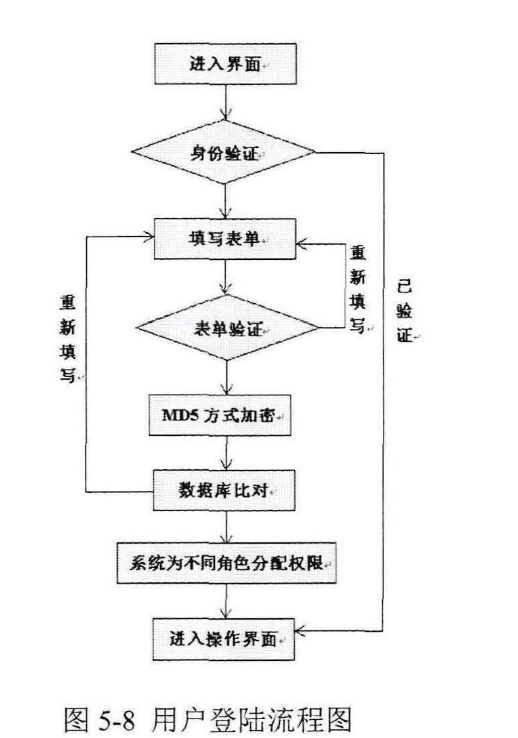 进入界面
身份验证
填写表单
重新填写
已验证
重新填写
表单验证
MD5 方式加密
数据库比对
系统为不同角色分配权限
进入操作界面
图 5-8 用户登陆流程图